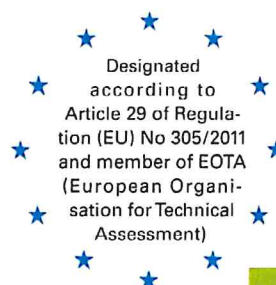 Designated
according to
Article 29 of Regula-
tion (EU) No 305/2011
and member of EOTA
(European Organi-
sation for Technical
Assessment)